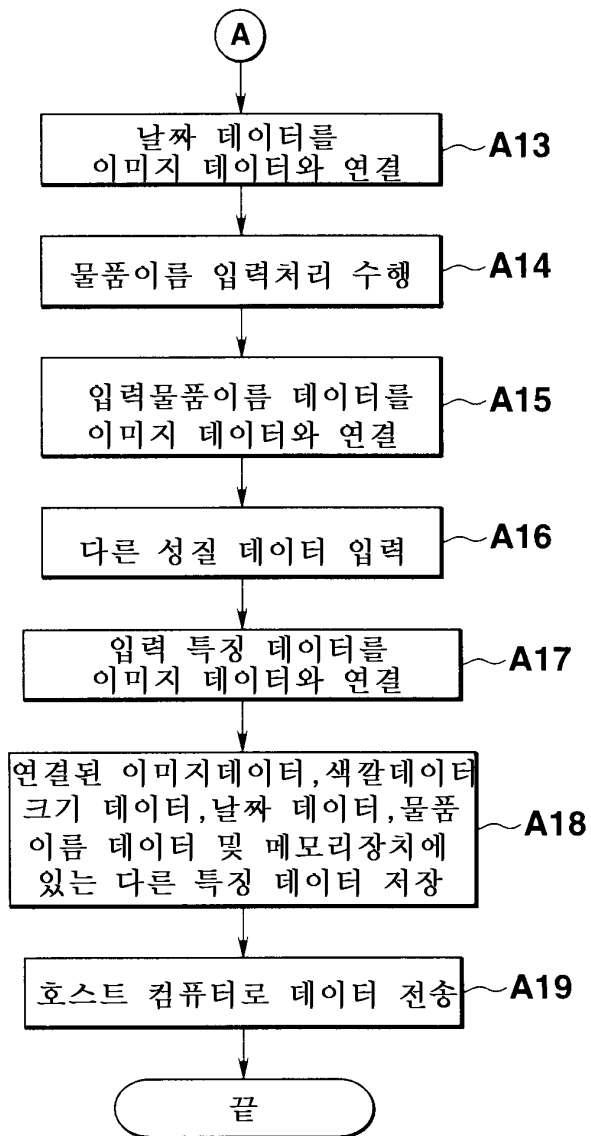 A
날짜 데이터를
이미지 데이터와 연결
A13
물품이름 입력처리 수행
A14
입력물품이름 데이터를
이미지 데이터와 연결
A15
다른 성질 데이터 입력
A16
입력 특징 데이터를
이미지 데이터와 연결
A17
연결된 이미지데이터,색깔데이터
크기 데이터,날짜 데이터,물품
이름 데이터 및 메모리장치에
있는 다른 특징 데이터 저장
A18
호스트 컴퓨터로 데이터 전송
A19
끝